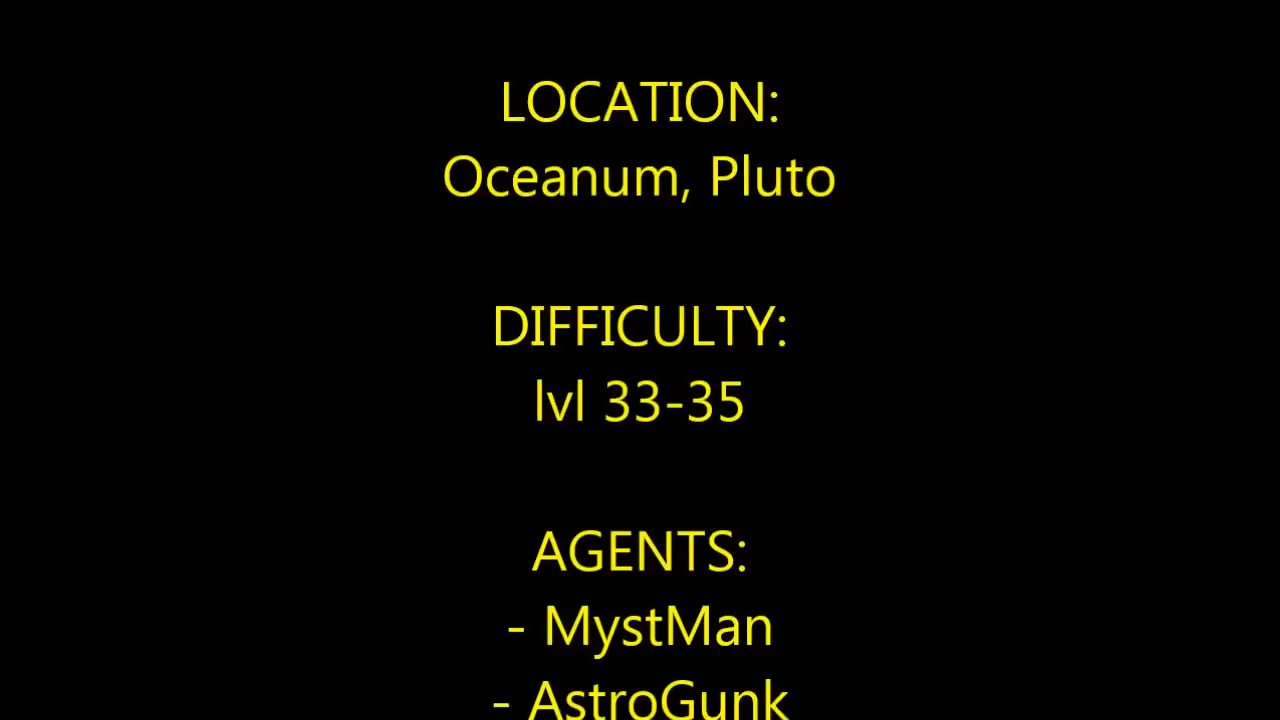 LOCATION:
Oceanum, Pluto
DIFFICULTY:
lvl 33-35
AGENTS:
- MystMan
- AstroGunk